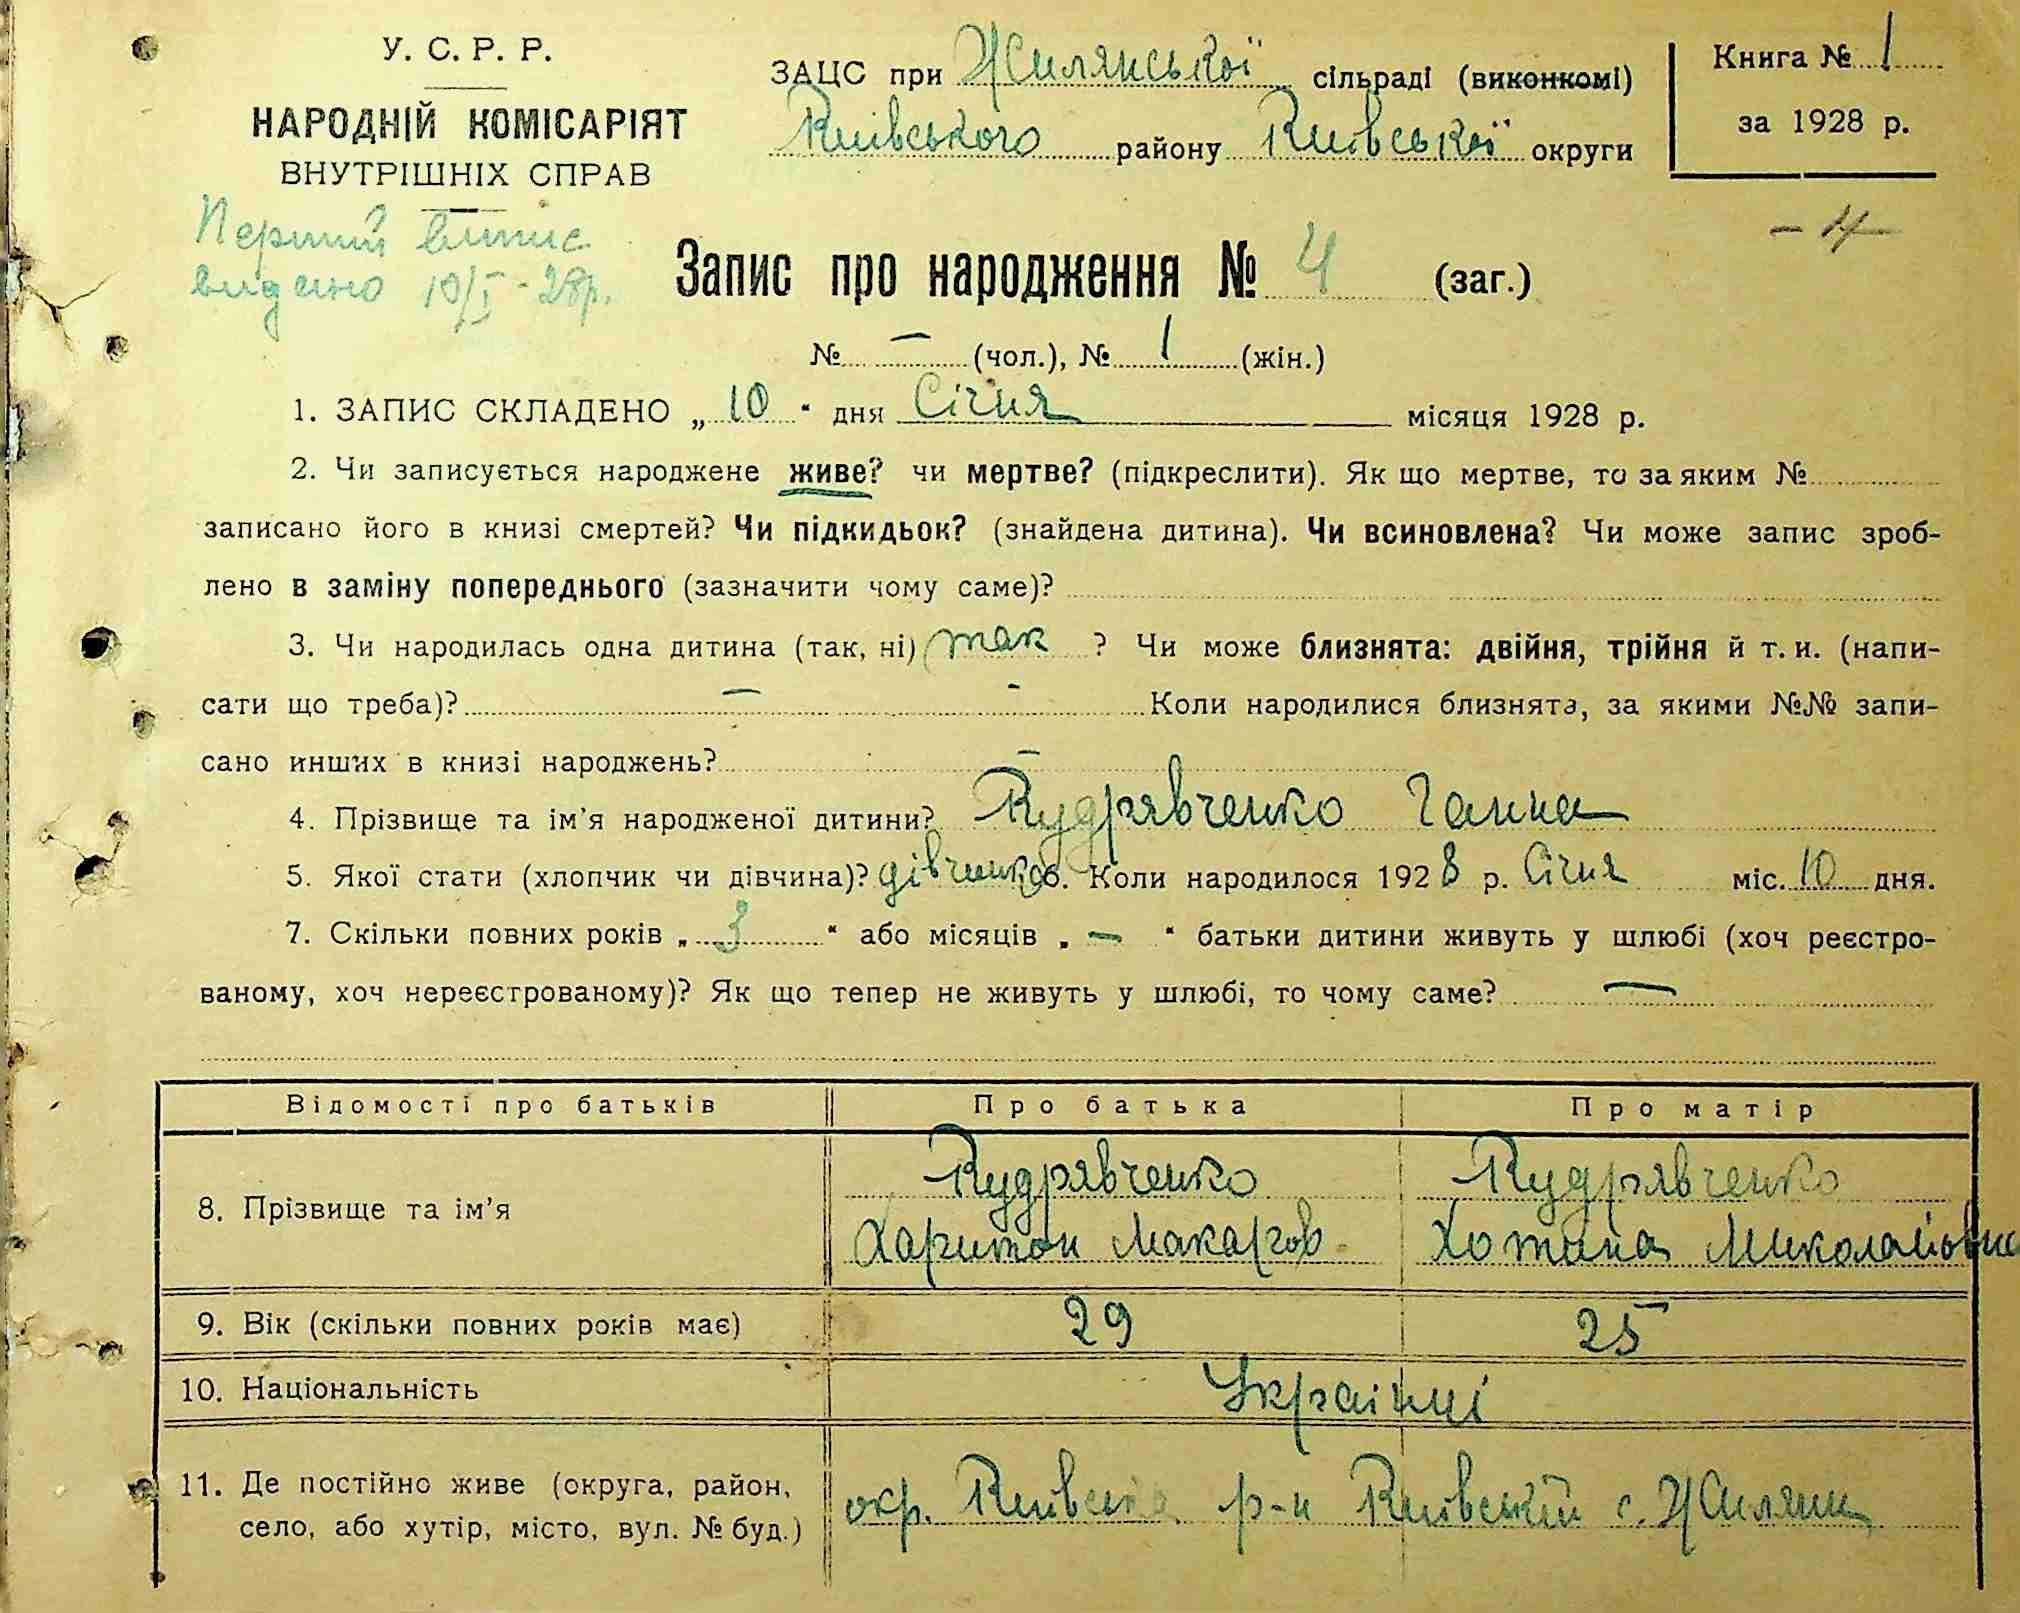 У. С. Р. Р.
НАРОДНІЙ КОМІСАРІЯТ
ВНУТРІШНІХ СПРАВ
ЗАЦС при Жилянської сільраді (виконкомі)
Київського району Київської округи
Книга № 1
за 1928 р.
Перший випис
видано 10/I - 28р.
- 4
Запис про народження № 4 (заг.)
№ — (чол.), № 1 (жін.)
1. ЗАПИС СКЛАДЕНО „ 10 “ дня Січня місяця 1928 р.
2. Чи записується народжене живе? чи мертве? (підкреслити). Як що мертве, то за яким №
записано його в книзі смертей? Чи підкидьок? (знайдена дитина). Чи всиновлена? Чи може запис зроб-
лено в заміну попереднього (зазначити чому саме)?
3. Чи народилась одна дитина (так, ні) так ? Чи може близнята: двійня, трійня й т. и. (напи-
сати що треба)? — - Коли народилися близнята, за якими №№ запи-
сано инших в книзі народжень? —
4. Прізвище та ім'я народженої дитини? Кудрявченко Ганна
5. Якої стати (хлопчик чи дівчина)? дівчинка 6. Коли народилося 1928 р. Січня міс. 10 дня.
7. Скільки повних років „ 3 “ або місяців „ — “ батьки дитини живуть у шлюбі (хоч реєстро-
ваному, хоч нереєстрованому)? Як що тепер не живуть у шлюбі, то чому саме? —
Відомості про батьків Про батька Про матір
8. Прізвище та ім'я Кудрявченко Кудрявченко
Харитон Макаров Хотина Миколаївна
9. Вік (скільки повних років має) 29 25
10. Національність Українці
11. Де постійно живе (округа, район,
село, або хутір, місто, вул. № буд.) окр. Київська р-н Київський с. Жиляни